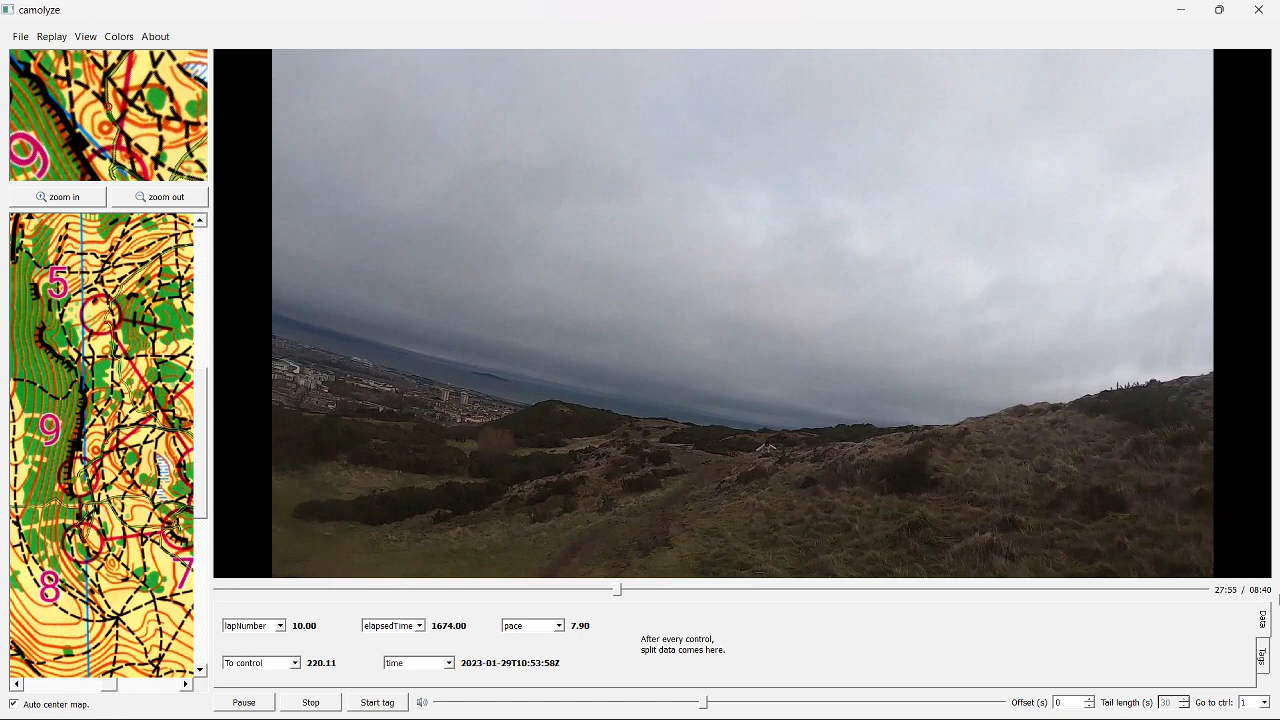 camolyze
File Replay View Colors About
9
zoom in zoom out
5
9
8
7
27:55 / 08:40
lapNumber 10.00 elapsedTime 1674.00 pace 7.90
After every control,
split data comes here.
To control 220.11 time 2023-01-29T10:53:58Z
Data
Tags
Auto center map.
Pause Stop Start tag Offset (s) 0 Tail length (s) 30 Go to ctrl: 1